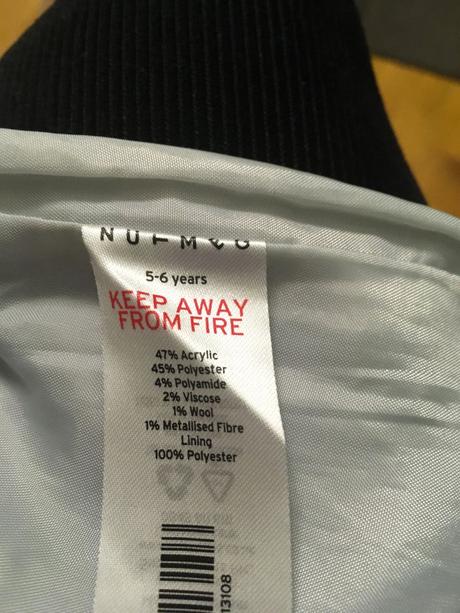 NUTMEG
5-6 years
KEEP AWAY
FROM FIRE
47% Acrylic
45% Polyester
4% Polyamide
2% Viscose
1% Wool
1% Metallised Fibre
Lining
100% Polyester
13108